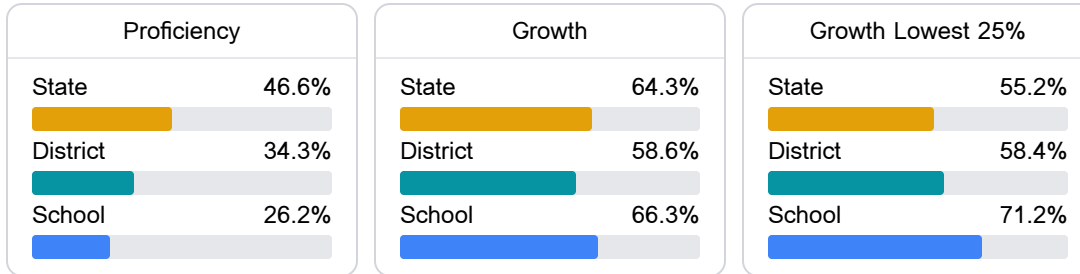 Proficiency
State 46.6%
District 34.3%
School 26.2%
Growth
State 64.3%
District 58.6%
School 66.3%
Growth Lowest 25%
State 55.2%
District 58.4%
School 71.2%